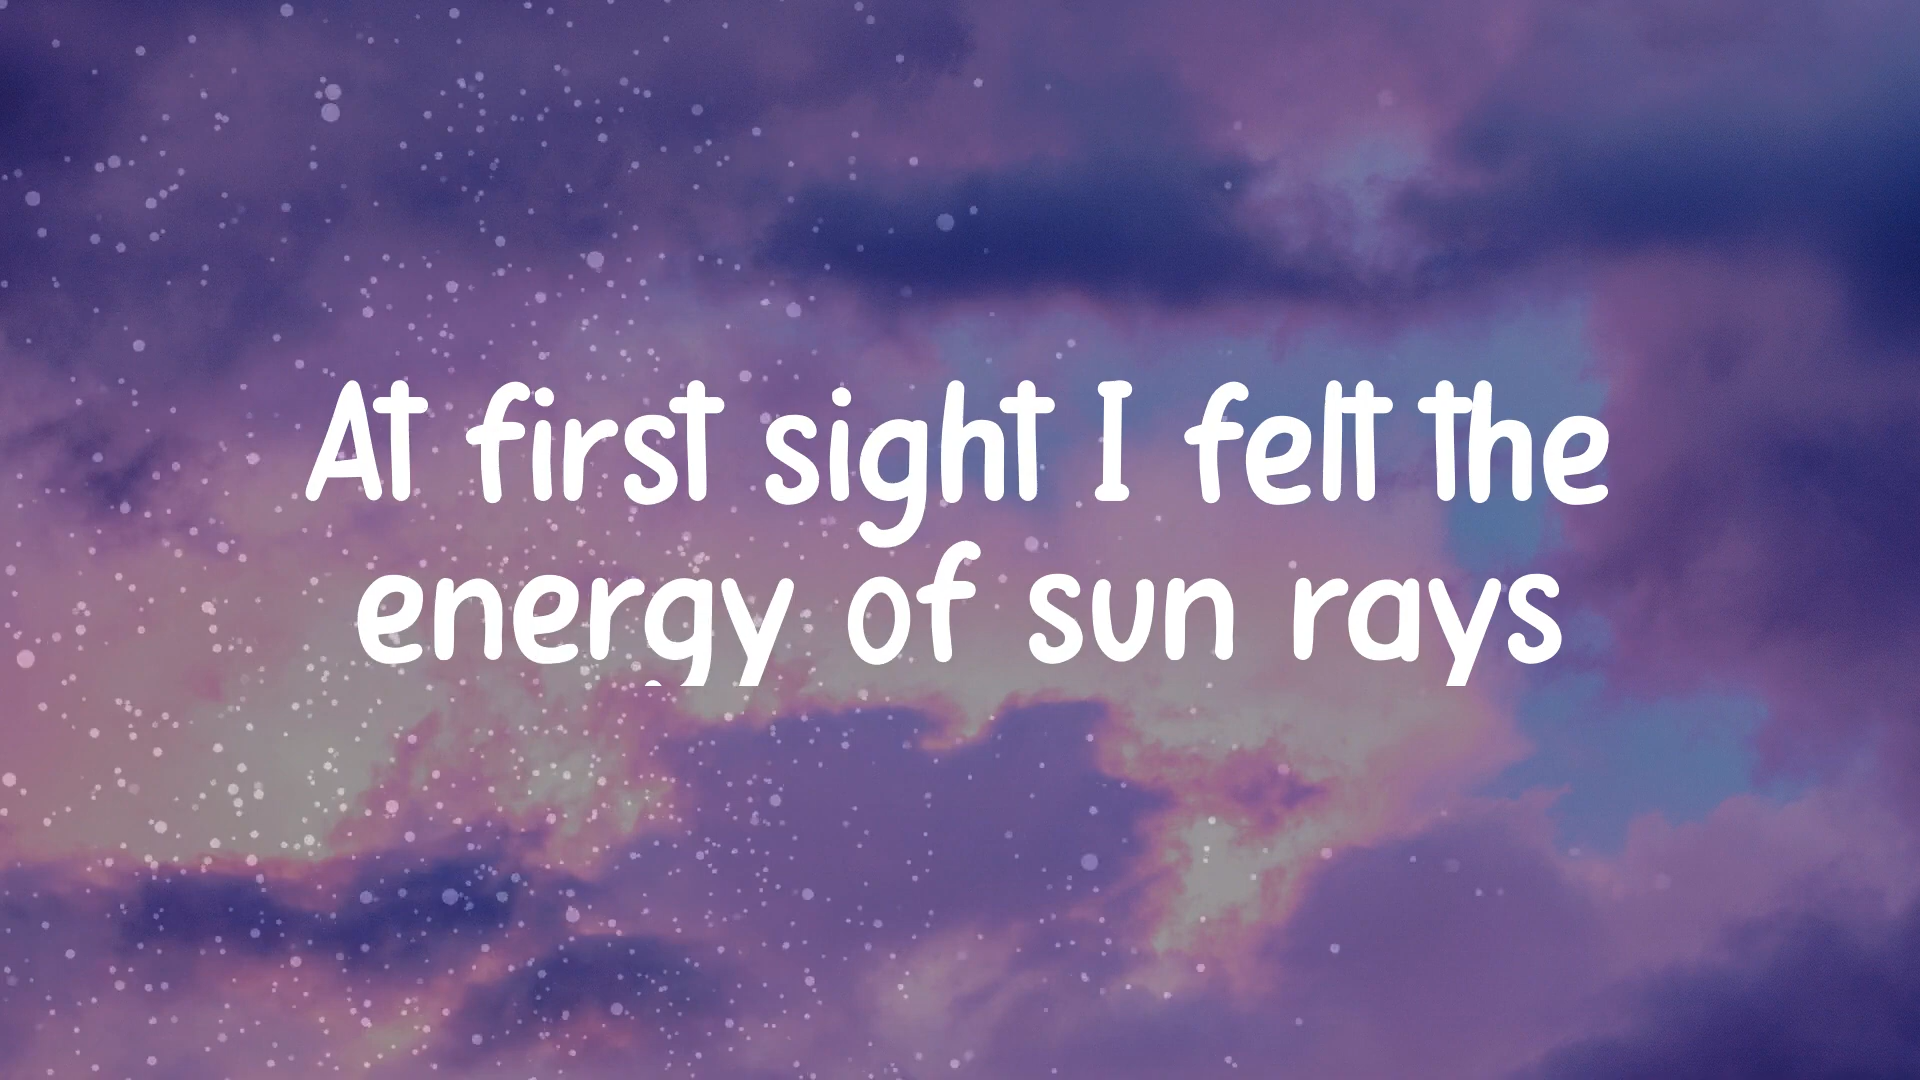 At first sight I felt the
energy of sun rays